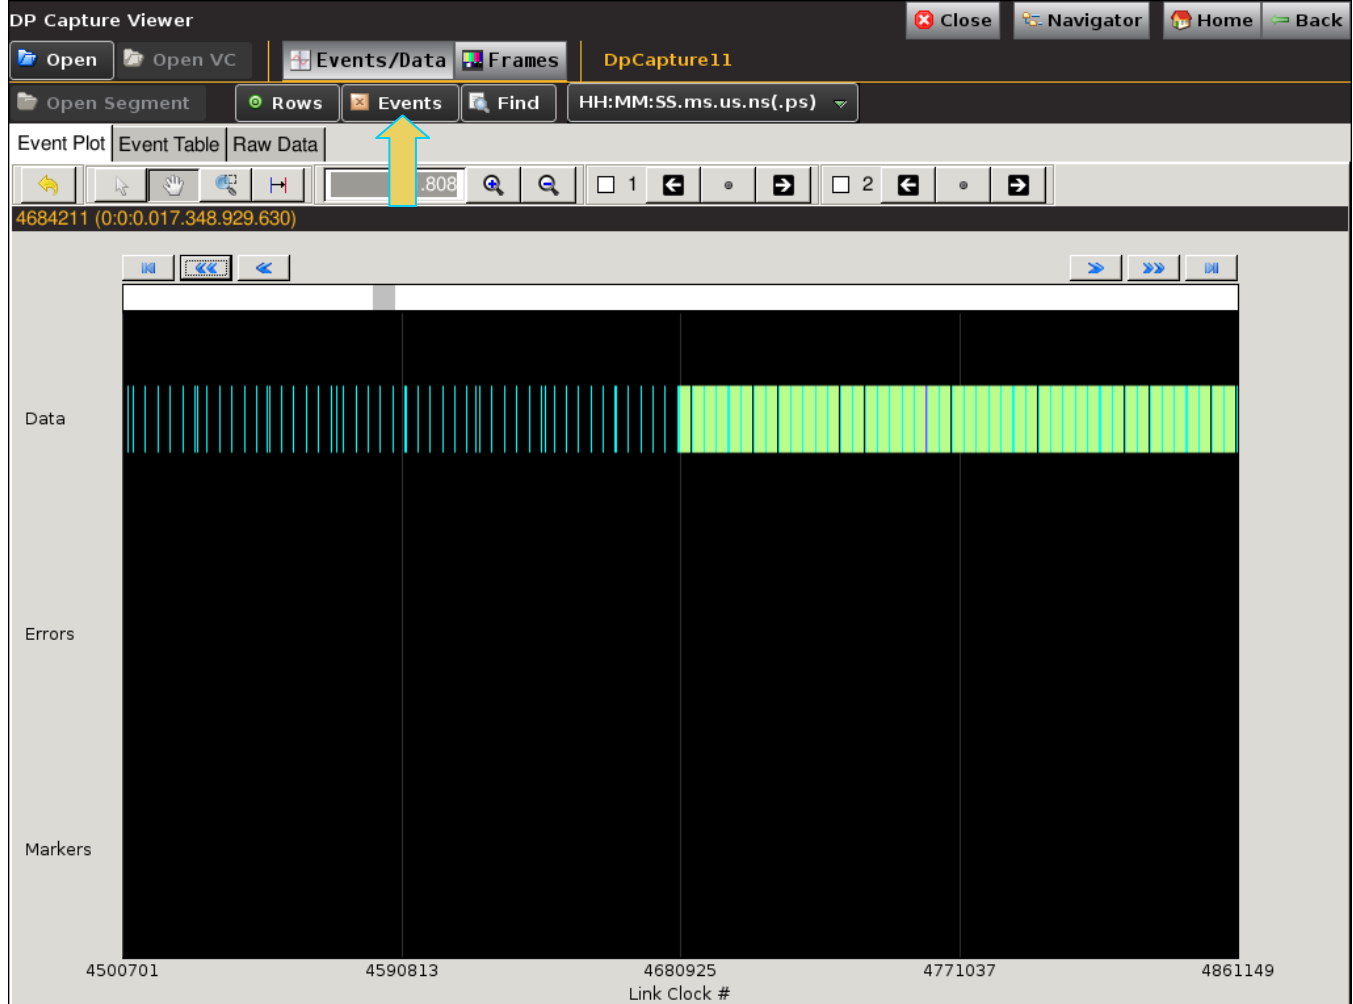 DP Capture Viewer Close Navigator Home Back
Open Open VC Events/Data Frames DpCapture11
Open Segment Rows Events Find HH:MM:SS.ms.us.ns(.ps)
Event Plot Event Table Raw Data
.808 1 2
4684211 (0:0:0.017.348.929.630)
Data
Errors
Markers
4500701 4590813 4680925 4771037 4861149
Link Clock #